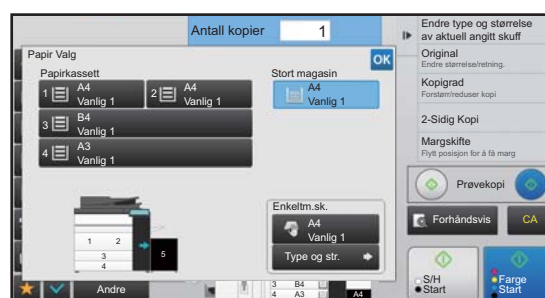 Antall kopier 1
Papir Valg
OK
Papirkassett
Stort magasin
1 A4
Vanlig 1
2 A4
Vanlig 1
A4
Vanlig 1
3 B4
Vanlig 1
4 A3
Vanlig 1
1 2
3
4
5
Enkeltm.sk.
A4
Vanlig 1
Type og str.
Andre
3 B4
4 A3
A4
Endre type og størrelse
av aktuell angitt skuff
Original
Endre størrelse/retning.
Kopigrad
Forstørr/reduser kopi
2-Sidig Kopi
Margskifte
Flytt posisjon for å få marg
Prøvekopi
Forhåndsvis
CA
S/H
Start
Farge
Start